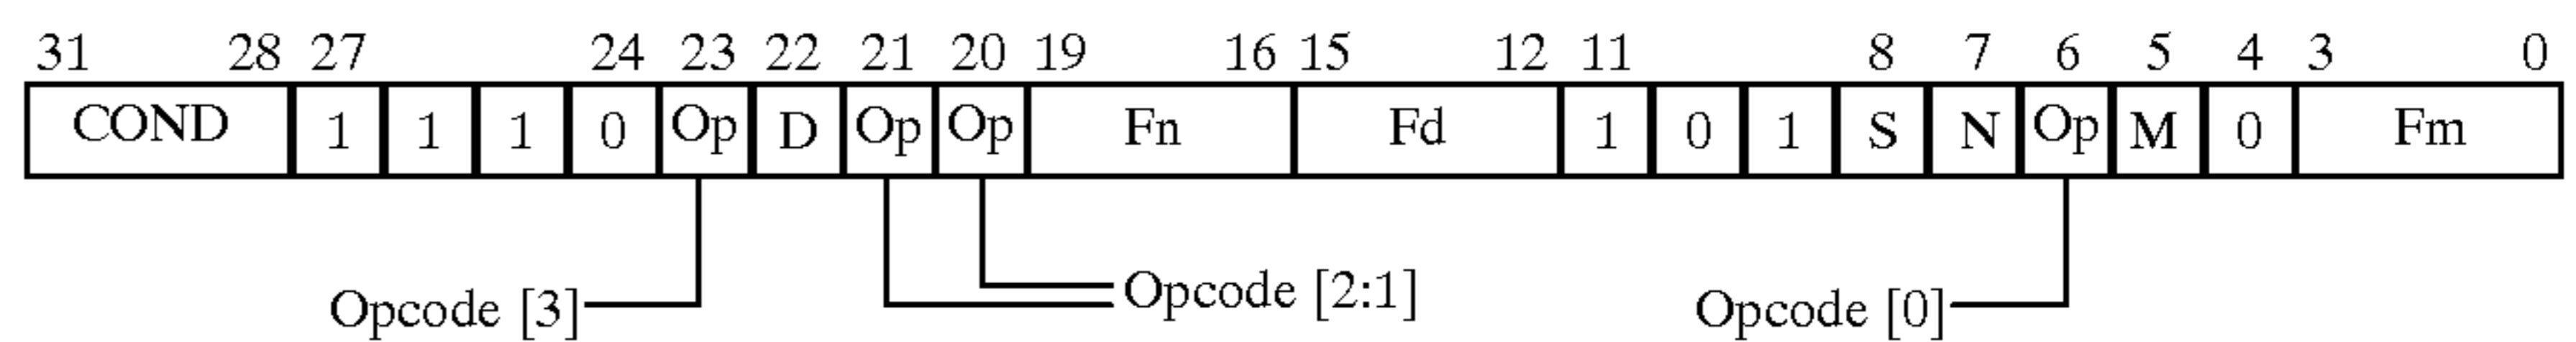 31 28 27 24 23 22 21 20 19 16 15 12 11 8 7 6 5 4 3 0
COND 1 1 1 0 Op D Op Op Fn Fd 1 0 1 S N Op M 0 Fm
Opcode [3] Opcode [2:1] Opcode [0]